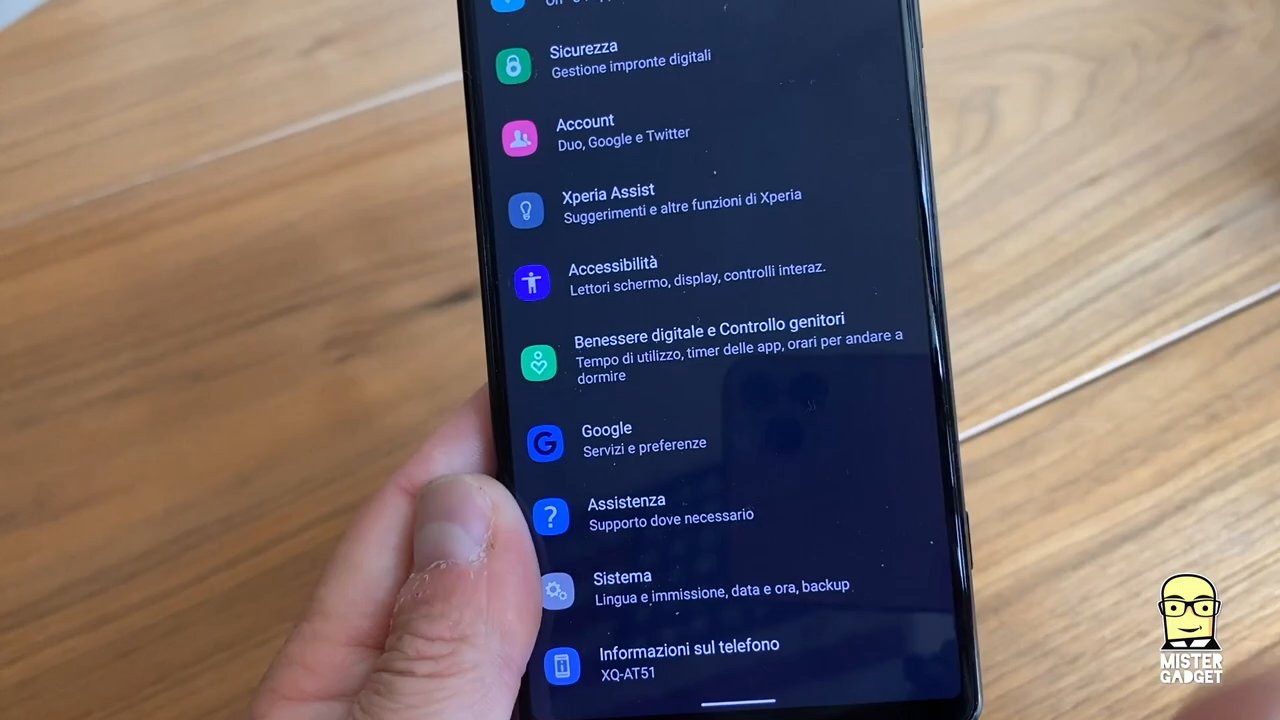 Sicurezza
Gestione impronte digitali
Account
Duo, Google e Twitter
Xperia Assist
Suggerimenti e altre funzioni di Xperia
Accessibilità
Lettori schermo, display, controlli interaz.
Benessere digitale e Controllo genitori
Tempo di utilizzo, timer delle app, orari per andare a
dormire
Google
Servizi e preferenze
Assistenza
Supporto dove necessario
Sistema
Lingua e immissione, data e ora, backup
Informazioni sul telefono
XQ-AT51
MISTER
GADGET